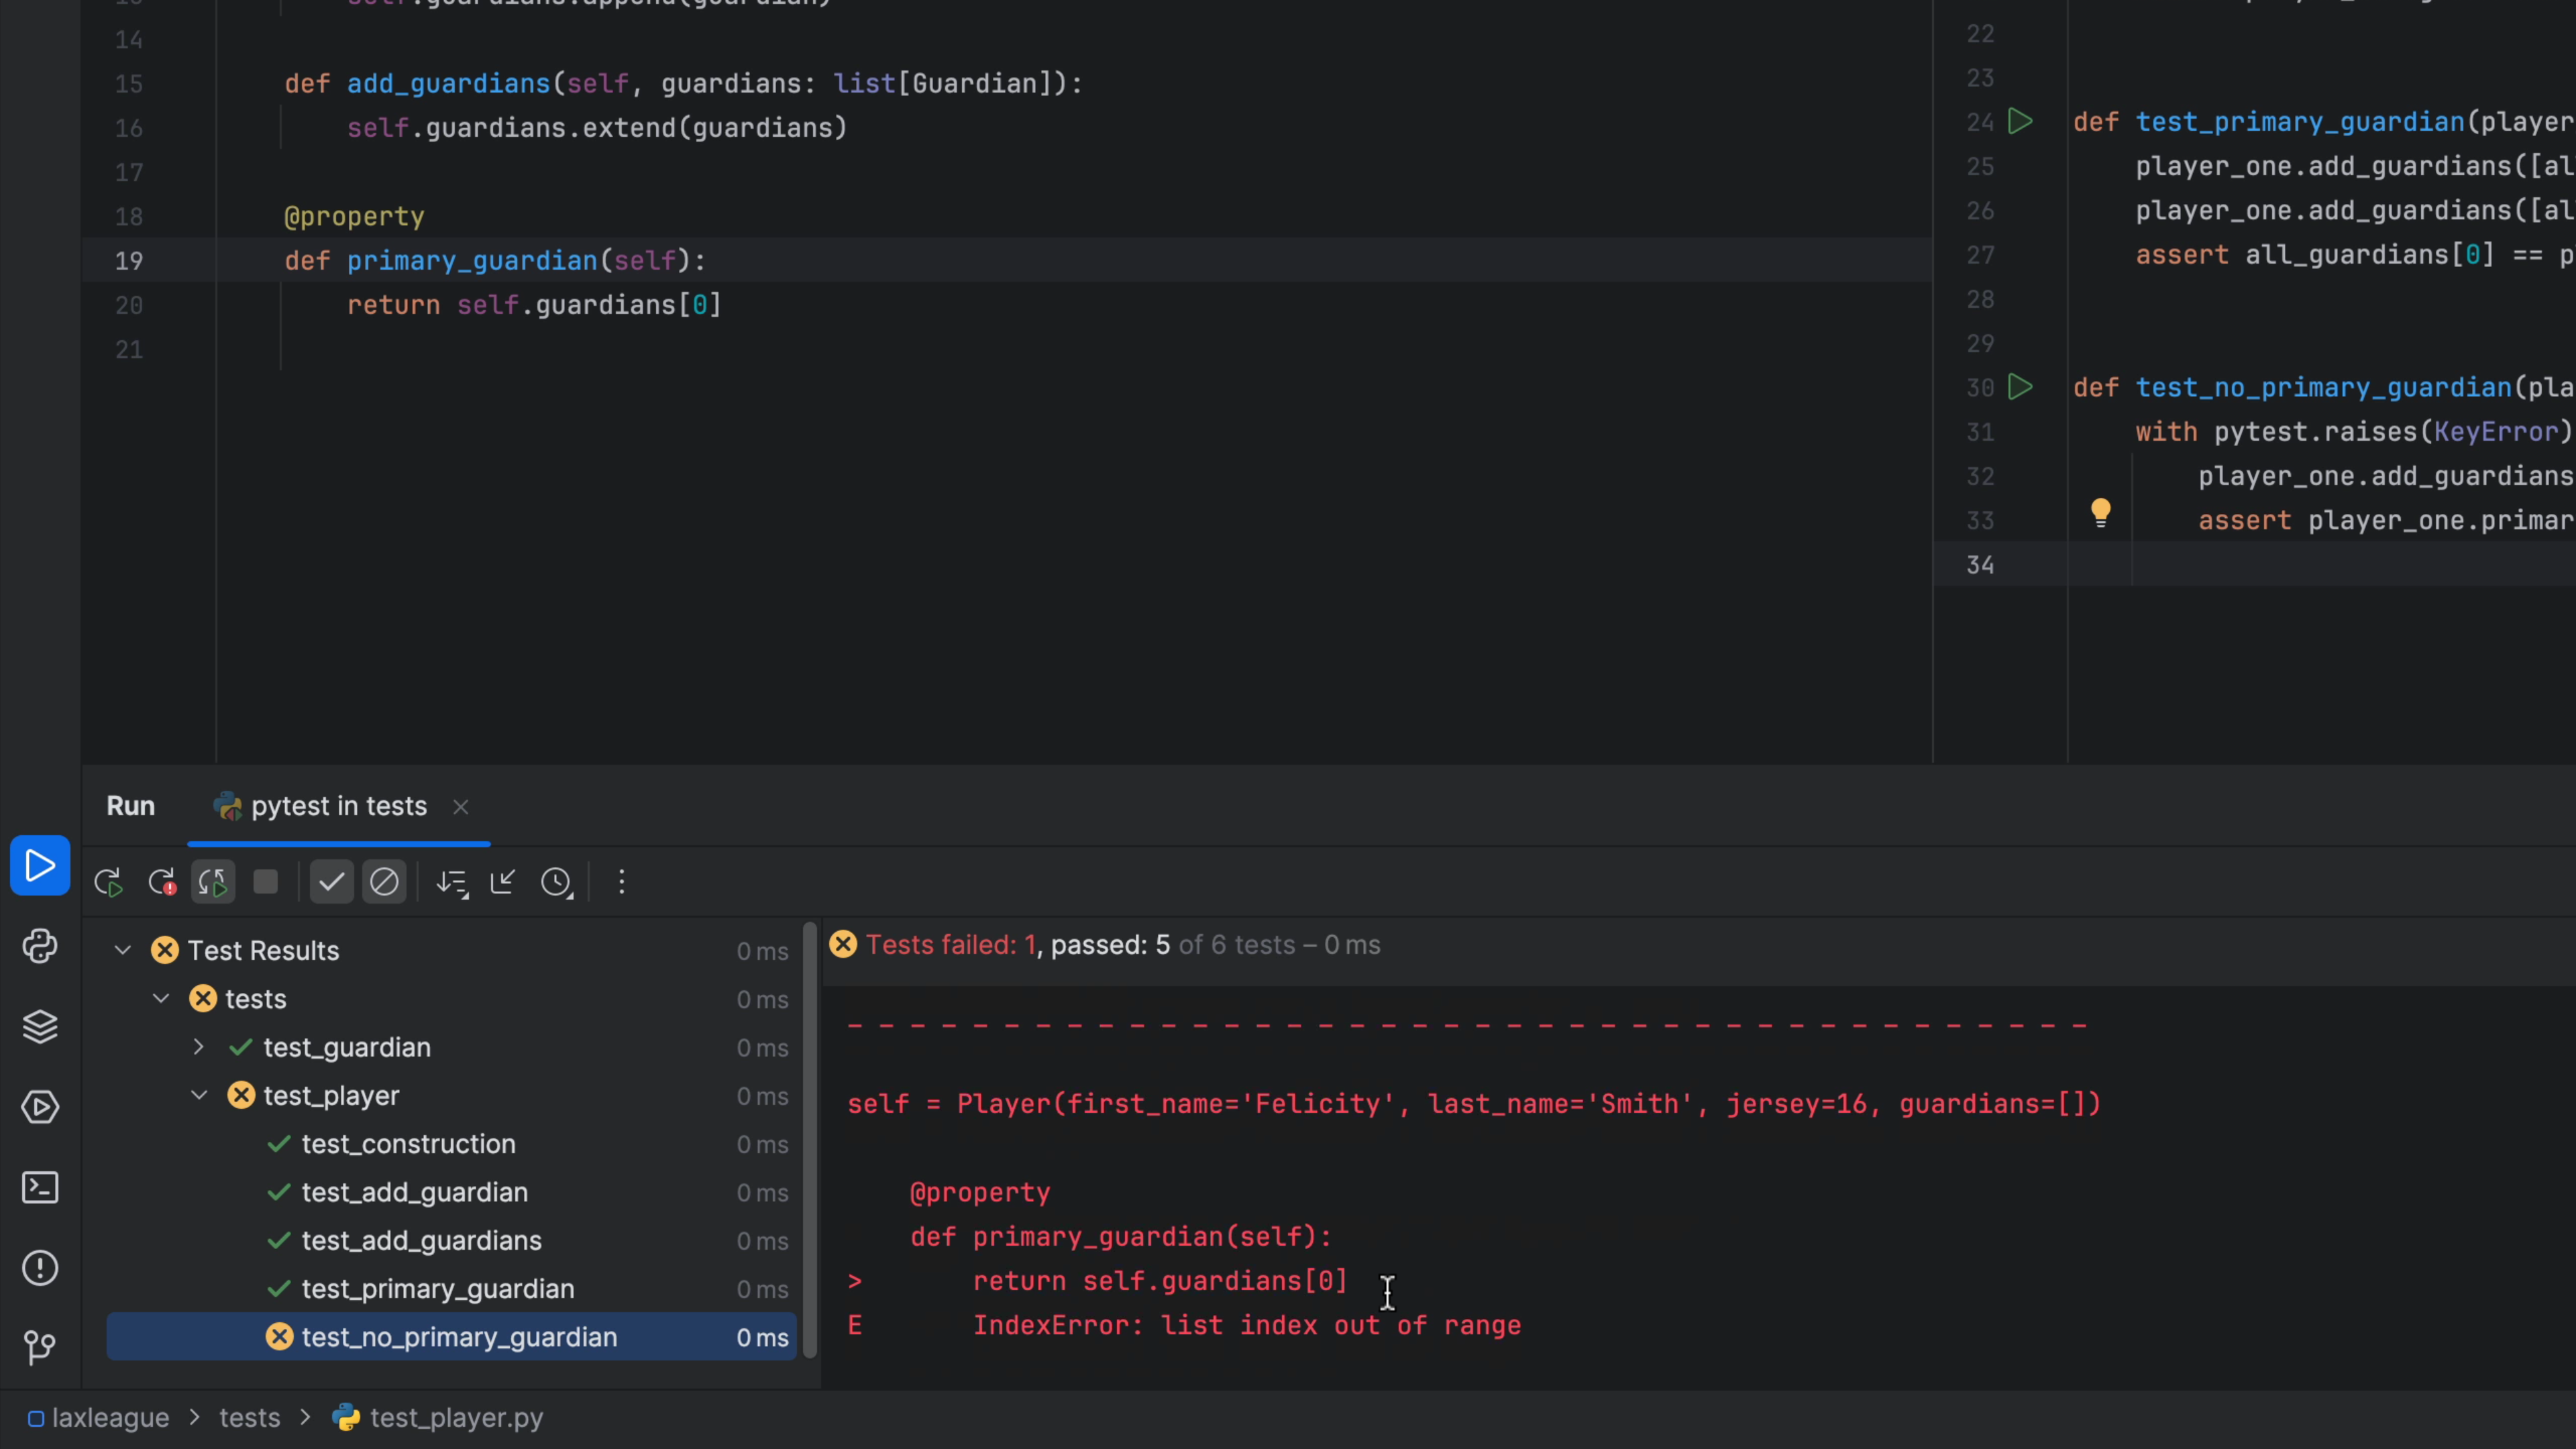 self.guardians.append(guardian)
14
15 def add_guardians(self, guardians: list[Guardian]):
16 self.guardians.extend(guardians)
17
18 @property
19 def primary_guardian(self):
20 return self.guardians[0]
21
22
23
24 def test_primary_guardian(player
25 player_one.add_guardians([al
26 player_one.add_guardians([al
27 assert all_guardians[0] == p
28
29
30 def test_no_primary_guardian(pla
31 with pytest.raises(KeyError)
32 player_one.add_guardians
33 assert player_one.primar
34
Run pytest in tests
Test Results 0 ms
tests 0 ms
test_guardian 0 ms
test_player 0 ms
test_construction 0 ms
test_add_guardian 0 ms
test_add_guardians 0 ms
test_primary_guardian 0 ms
test_no_primary_guardian 0 ms
Tests failed: 1, passed: 5 of 6 tests – 0 ms
- - - - - - - - - - - - - - - - - - - - - - - - - - - - - - - - - - - - - - - -
self = Player(first_name='Felicity', last_name='Smith', jersey=16, guardians=[])
@property
def primary_guardian(self):
> return self.guardians[0]
E IndexError: list index out of range
laxleague > tests > test_player.py